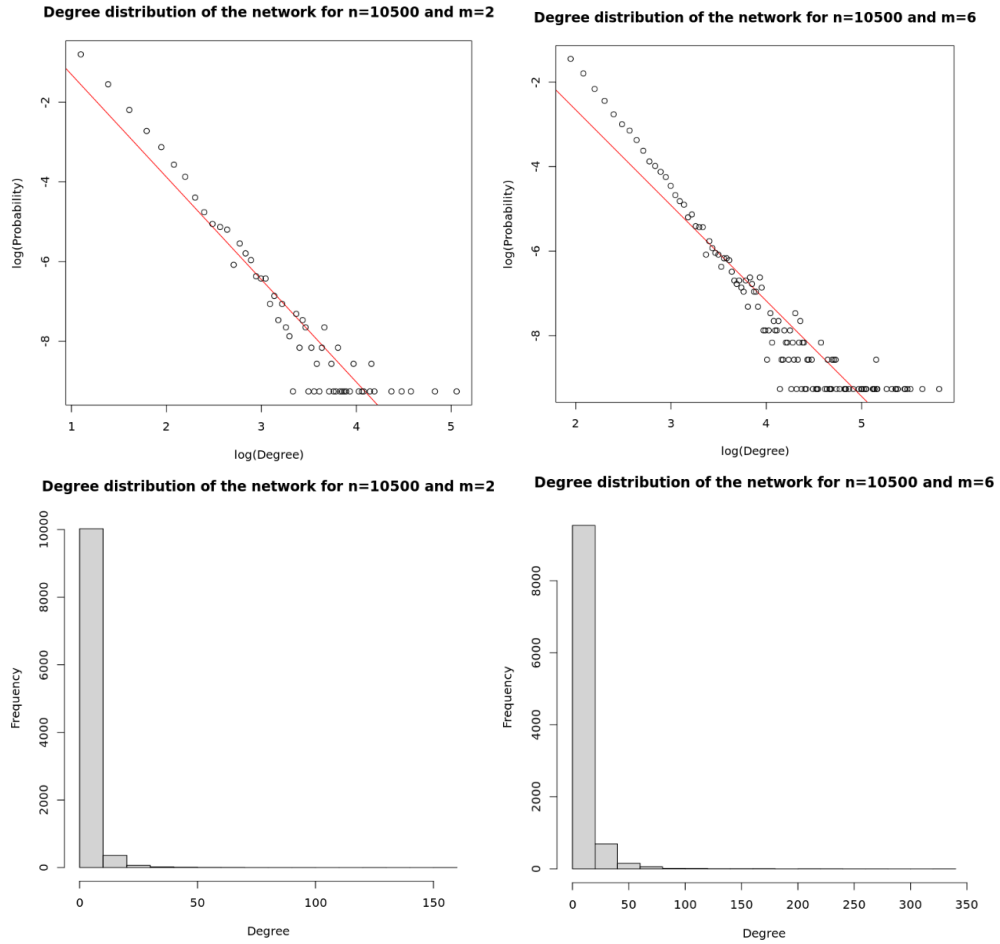 Degree distribution of the network for n=10500 and m=2
log(Probability)
-2
-4
-6
-8
1 2 3 4 5
log(Degree)
Degree distribution of the network for n=10500 and m=6
log(Probability)
-2
-4
-6
-8
2 3 4 5
log(Degree)
Degree distribution of the network for n=10500 and m=2
Frequency
10000
8000
6000
4000
2000
0
0 50 100 150
Degree
Degree distribution of the network for n=10500 and m=6
Frequency
8000
6000
4000
2000
0
0 50 100 150 200 250 300 350
Degree